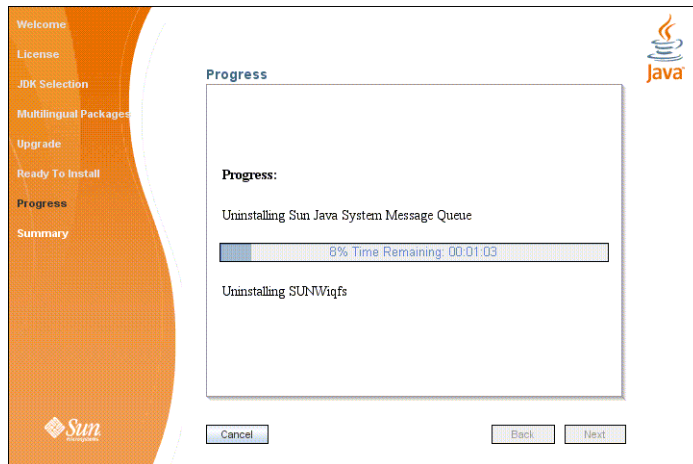 Welcome
License
JDK Selection
Multilingual Packages
Upgrade
Ready To Install
Progress
Summary
Sun
microsystems
Java
Progress
Progress:
Uninstalling Sun Java System Message Queue
8% Time Remaining: 00:01:03
Uninstalling SUNWiqfs
Cancel
Back
Next